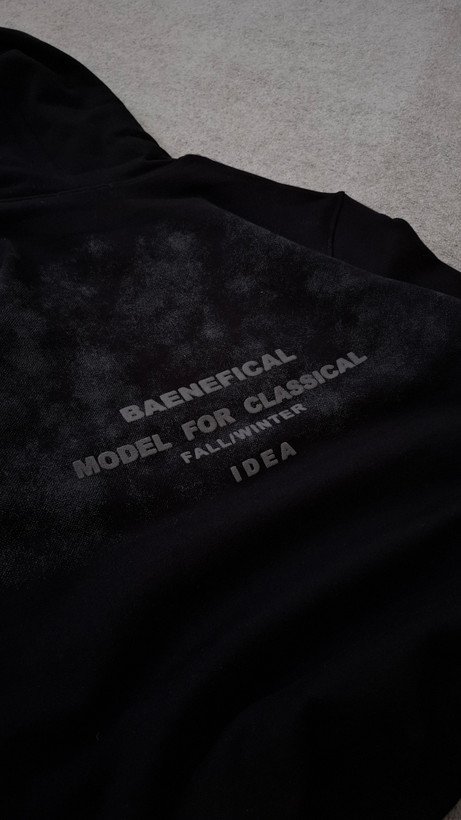 BAENEFICAL
MODEL FOR CLASSICAL
FALL/WINTER
IDEA